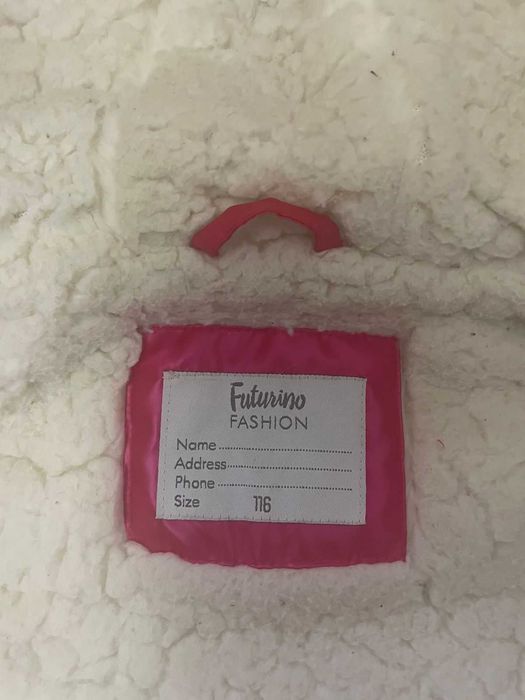 Futurino
FASHION
Name
Address
Phone
Size 116